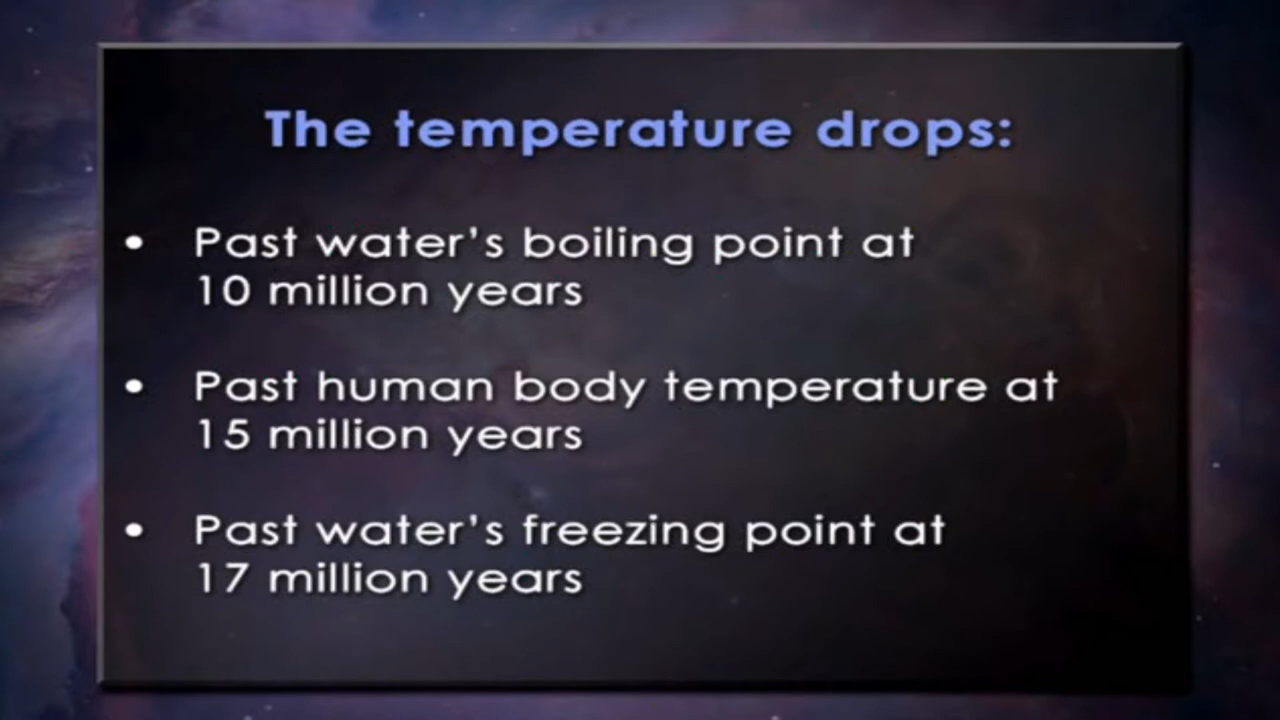 The temperature drops:
• Past water's boiling point at
10 million years
• Past human body temperature at
15 million years
• Past water's freezing point at
17 million years